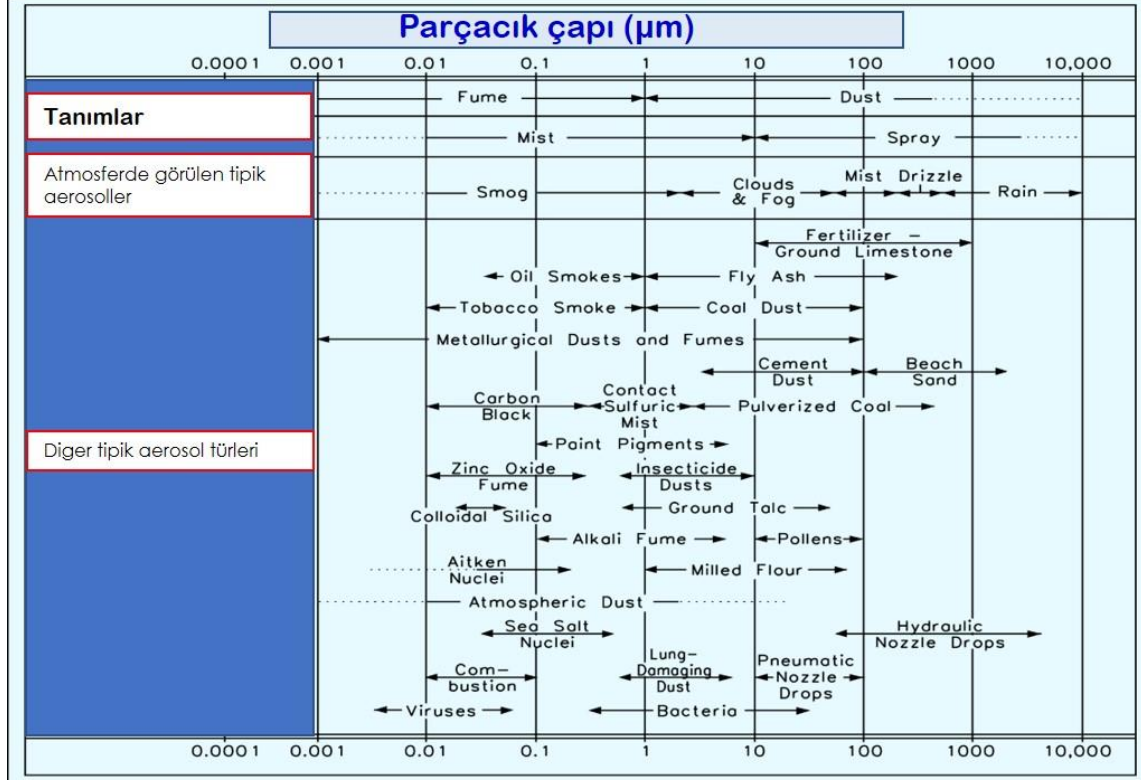 Parçacık çapı (µm)
0.0001 0.001 0.01 0.1 1 10 100 1000 10,000
Tanımlar
Fume Dust
Mist Spray
Atmosferde görülen tipik
aerosoller
Smog
Clouds
& Fog
Mist Drizzle
Rain
Fertilizer –
Ground Limestone
Oil Smokes Fly Ash
Tobacco Smoke Coal Dust
Metallurgical Dusts and Fumes
Cement
Dust
Beach
Sand
Carbon
Black
Contact
Sulfuric
Mist
Pulverized Coal
Diger tipik aerosol türleri
Paint Pigments
Zinc Oxide
Fume
Insecticide
Dusts
Colloidal Silica
Ground Talc
Alkali Fume Pollens
Aitken
Nuclei
Milled Flour
Atmospheric Dust
Sea Salt
Nuclei
Hydraulic
Nozzle Drops
Com–
bustion
Lung–
Damaging
Dust
Pneumatic
Nozzle
Drops
Viruses Bacteria
0.0001 0.001 0.01 0.1 1 10 100 1000 10,000